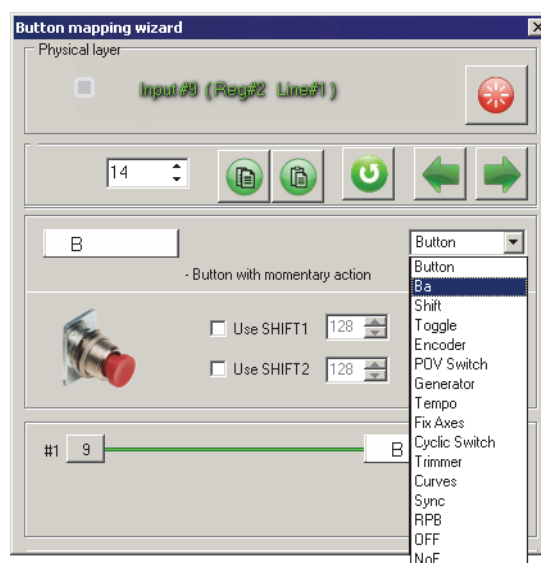 Button mapping wizard
Physical layer
Input#9 (Reg#2 Line#1)
14
B
Button
- Button with momentary action
Button
Ba
Shift
Toggle
Encoder
POV Switch
Generator
Tempo
Fix Axes
Cyclic Switch
Trimmer
Curves
Sync
RPB
OFF
NoE
Use SHIFT1 128
Use SHIFT2 128
#1 9 B